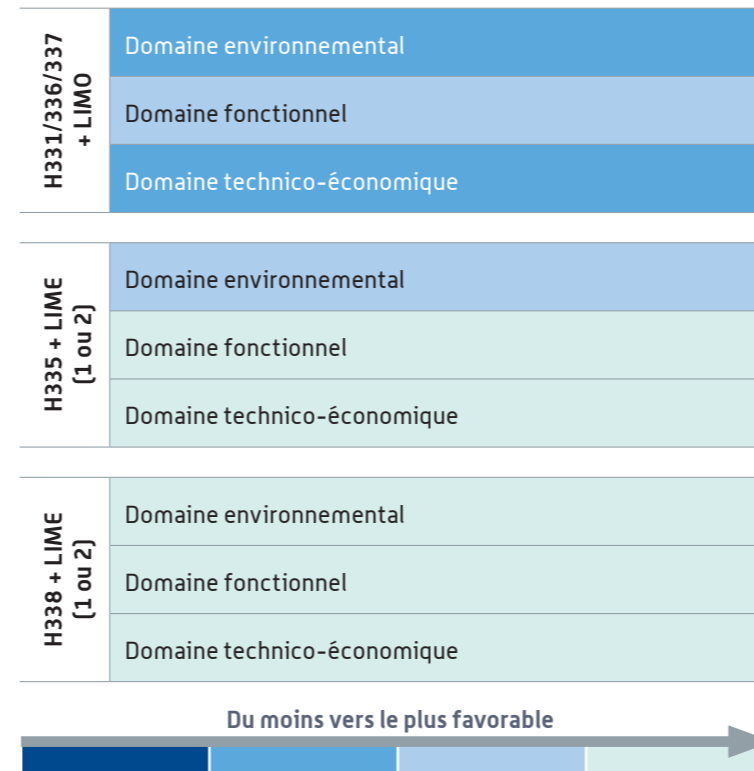 H331/336/337
+ LIMO
Domaine environnemental
Domaine fonctionnel
Domaine technico-économique
H335 + LIME
(1 ou 2)
Domaine environnemental
Domaine fonctionnel
Domaine technico-économique
H338 + LIME
(1 ou 2)
Domaine environnemental
Domaine fonctionnel
Domaine technico-économique
Du moins vers le plus favorable